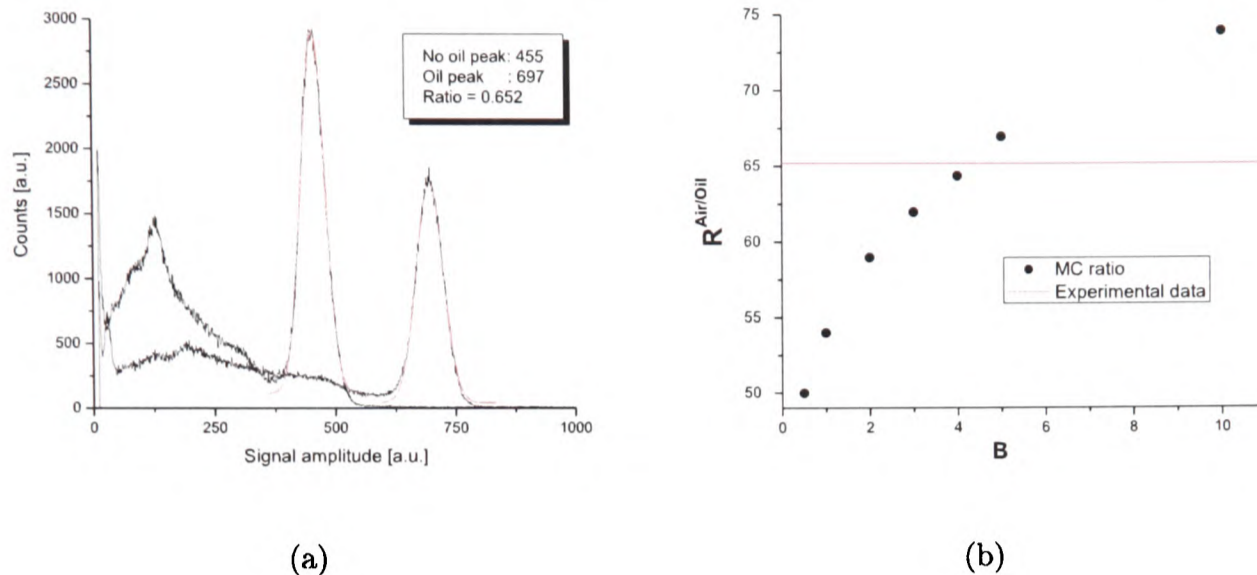 3000
2500
2000
1500
1000
500
0
Counts [a.u.]
No oil peak: 455
Oil peak : 697
Ratio = 0.652
0 250 500 750 1000
Signal amplitude [a.u.]
(a)
75
70
65
60
55
50
R^Air/Oil
MC ratio
Experimental data
0 2 4 6 8 10
B
(b)